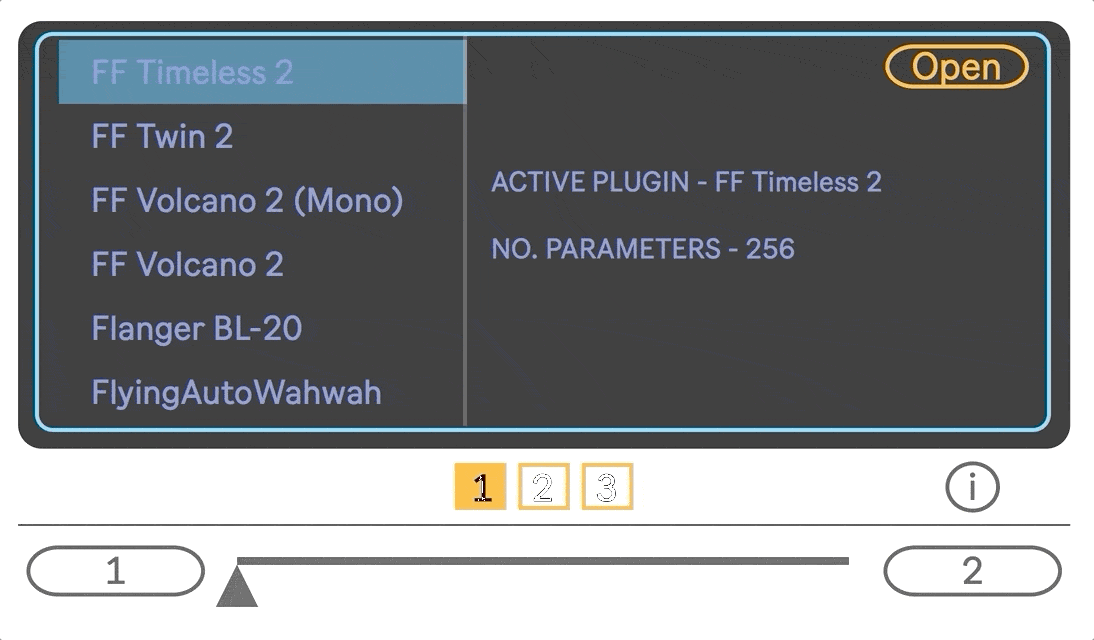 FF Timeless 2
FF Twin 2
FF Volcano 2 (Mono)
FF Volcano 2
Flanger BL-20
FlyingAutoWahwah
Open
ACTIVE PLUGIN - FF Timeless 2
NO. PARAMETERS - 256
1 2 3
i
1
2